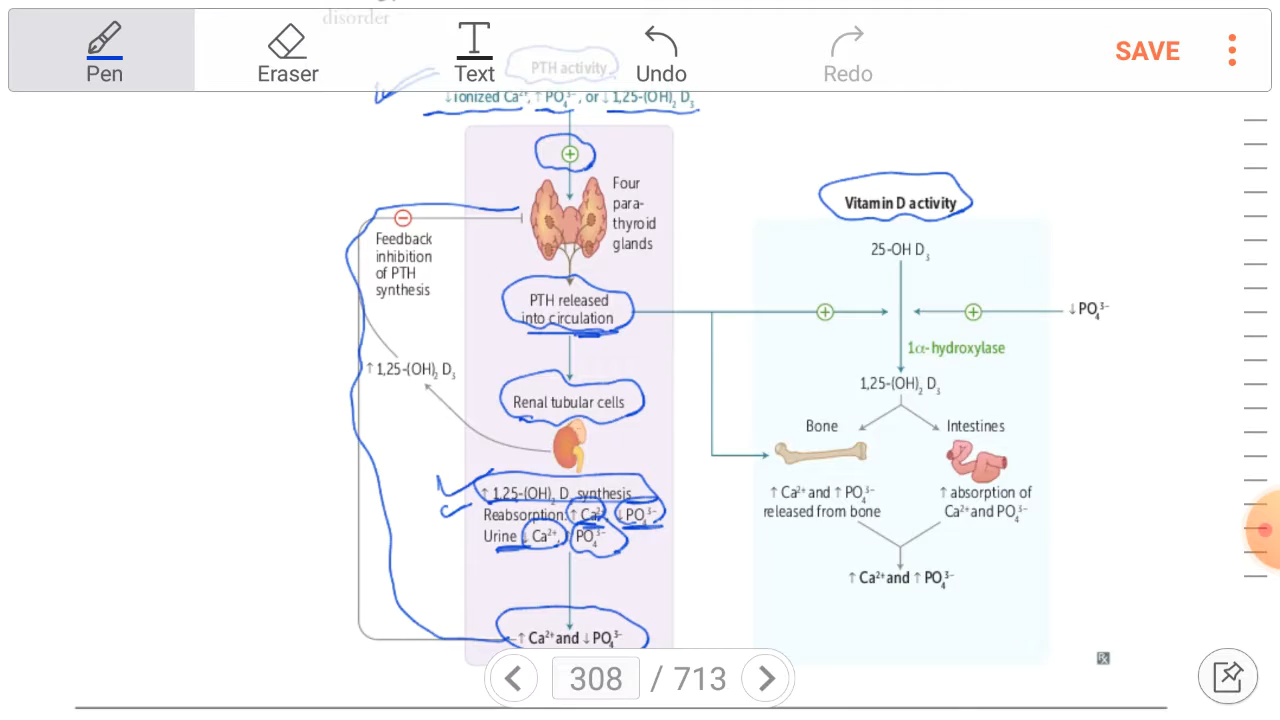 disorder
Pen
Eraser
Text
Undo
Redo
SAVE
PTH activity
↓ionized Ca²⁺, ↑PO₄³⁻, or ↓1,25-(OH)₂ D₃
Four
para-
thyroid
glands
Feedback
inhibition
of PTH
synthesis
PTH released
into circulation
↑1,25-(OH)₂ D₃
Renal tubular cells
↑1,25-(OH)₂ D₃ synthesis
Reabsorption: ↑Ca²⁺, ↓PO₄³⁻
Urine ↓Ca²⁺, ↑PO₄³⁻
↑Ca²⁺ and ↓PO₄³⁻
Vitamin D activity
25-OH D₃
↓PO₄³⁻
1α-hydroxylase
1,25-(OH)₂ D₃
Bone
Intestines
↑Ca²⁺ and ↑PO₄³⁻
released from bone
↑absorption of
Ca²⁺ and PO₄³⁻
↑Ca²⁺ and ↑PO₄³⁻
308 / 713